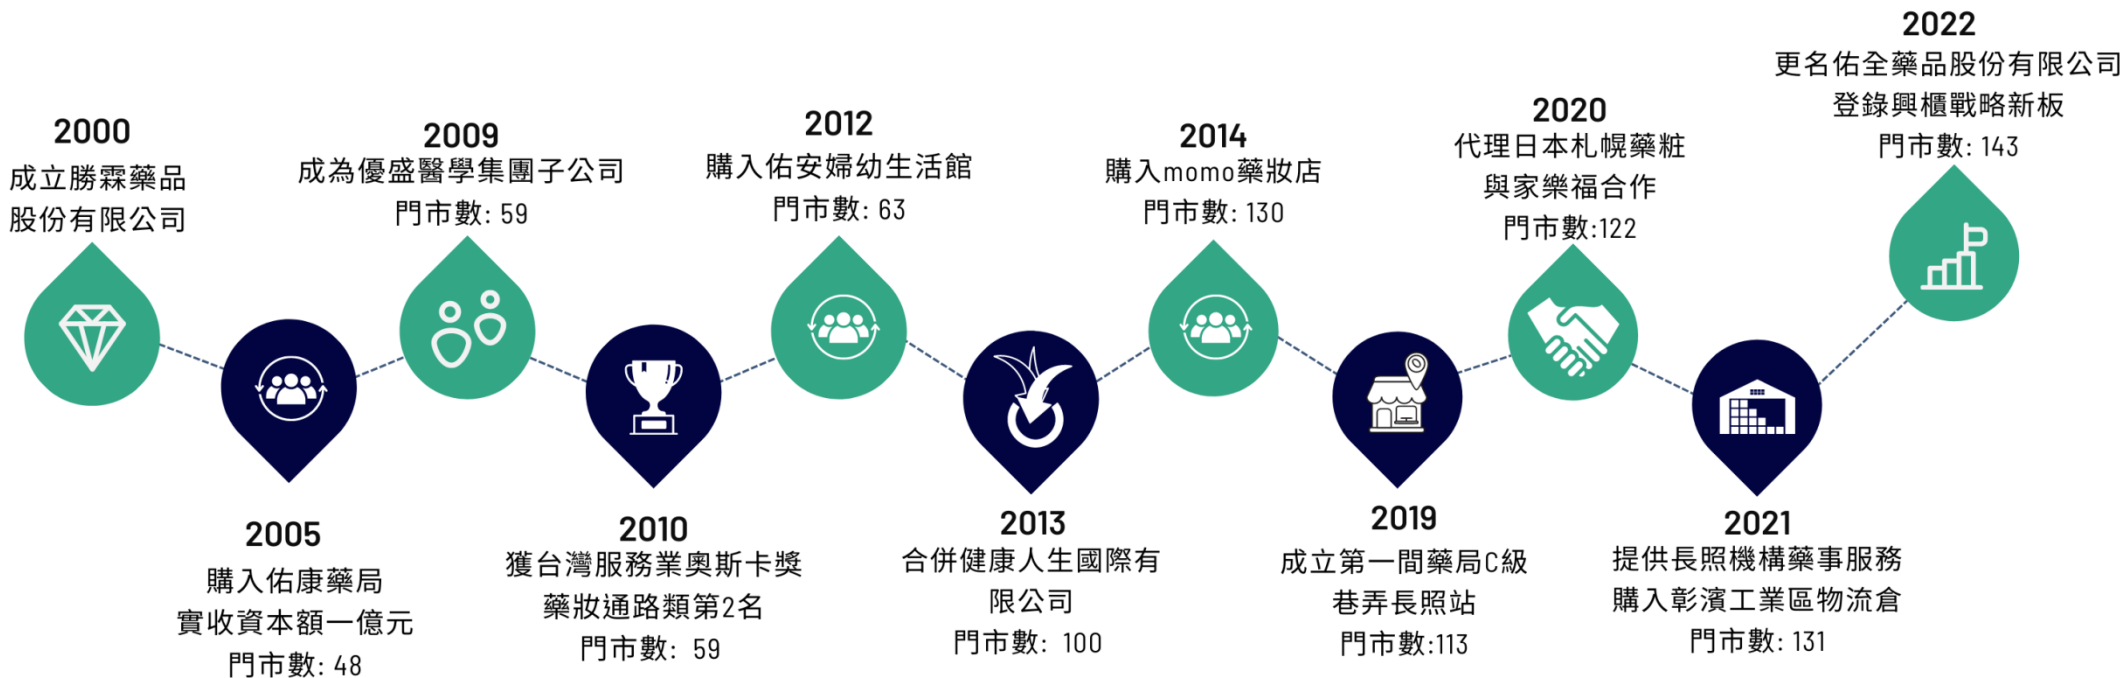 2000
成立勝霖藥品
股份有限公司
2005
購入佑康藥局
實收資本額一億元
門市數: 48
2009
成為優盛醫學集團子公司
門市數: 59
2010
獲台灣服務業奧斯卡獎
藥妝通路類第2名
門市數: 59
2012
購入佑安婦幼生活館
門市數: 63
2013
合併健康人生國際有
限公司
門市數: 100
2014
購入momo藥妝店
門市數: 130
2019
成立第一間藥局C級
巷弄長照站
門市數:113
2020
代理日本札幌藥粧
與家樂福合作
門市數:122
2021
提供長照機構藥事服務
購入彰濱工業區物流倉
門市數: 131
2022
更名佑全藥品股份有限公司
登錄興櫃戰略新板
門市數: 143